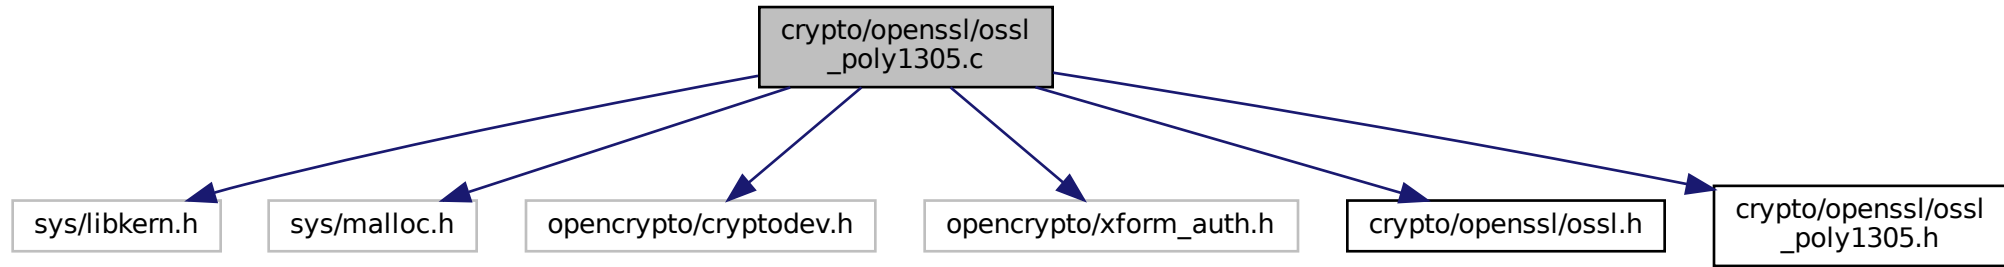 crypto/openssl/ossl
_poly1305.c
sys/libkern.h
sys/malloc.h
opencrypto/cryptodev.h
opencrypto/xform_auth.h
crypto/openssl/ossl.h
crypto/openssl/ossl
_poly1305.h